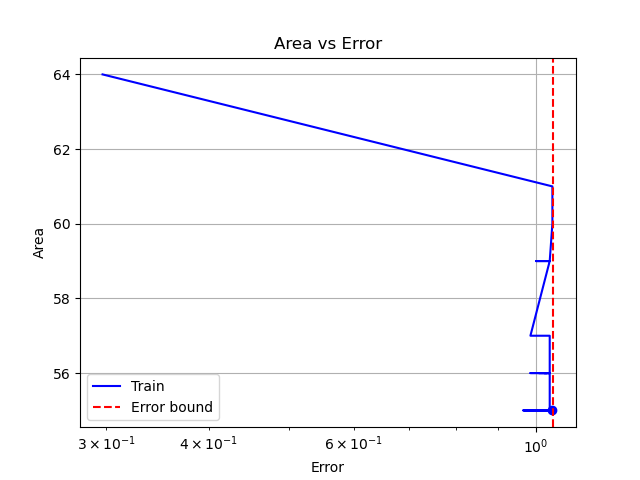 Area vs Error
64
62
60
58
56
Area
Train
Error bound
3 × 10⁻¹
4 × 10⁻¹
6 × 10⁻¹
10⁰
Error